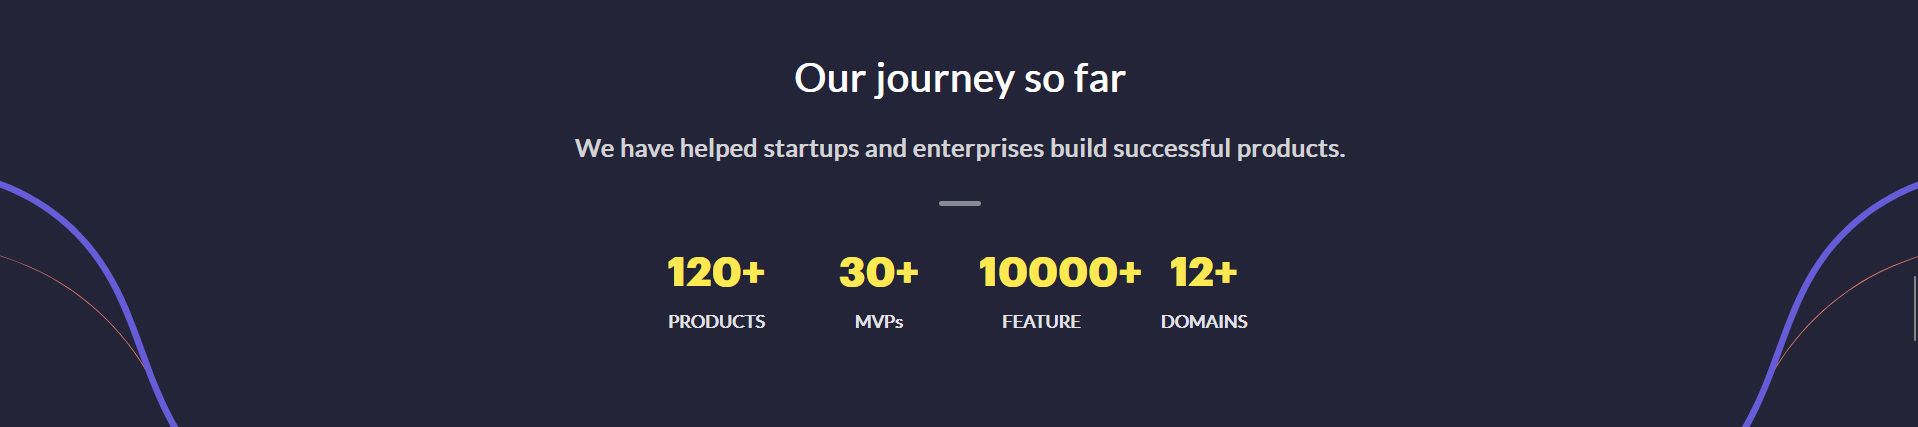 Our journey so far
We have helped startups and enterprises build successful products.
120+ 30+ 10000+ 12+
PRODUCTS MVPs FEATURE DOMAINS